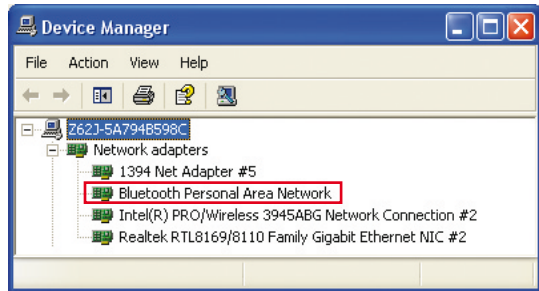 Device Manager
File Action View Help
Z62J-5A794B598C
Network adapters
1394 Net Adapter #5
Bluetooth Personal Area Network
Intel(R) PRO/Wireless 3945ABG Network Connection #2
Realtek RTL8169/8110 Family Gigabit Ethernet NIC #2